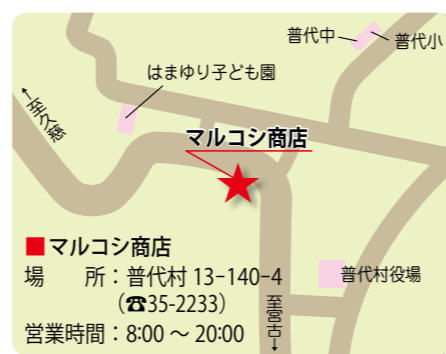 普代中
普代小
はまゆり子ども園
←至久慈
マルコシ商店
■マルコシ商店
場　所：普代村 13-140-4
（☎35-2233）
営業時間：8:00 〜 20:00
普代村役場
至宮古→